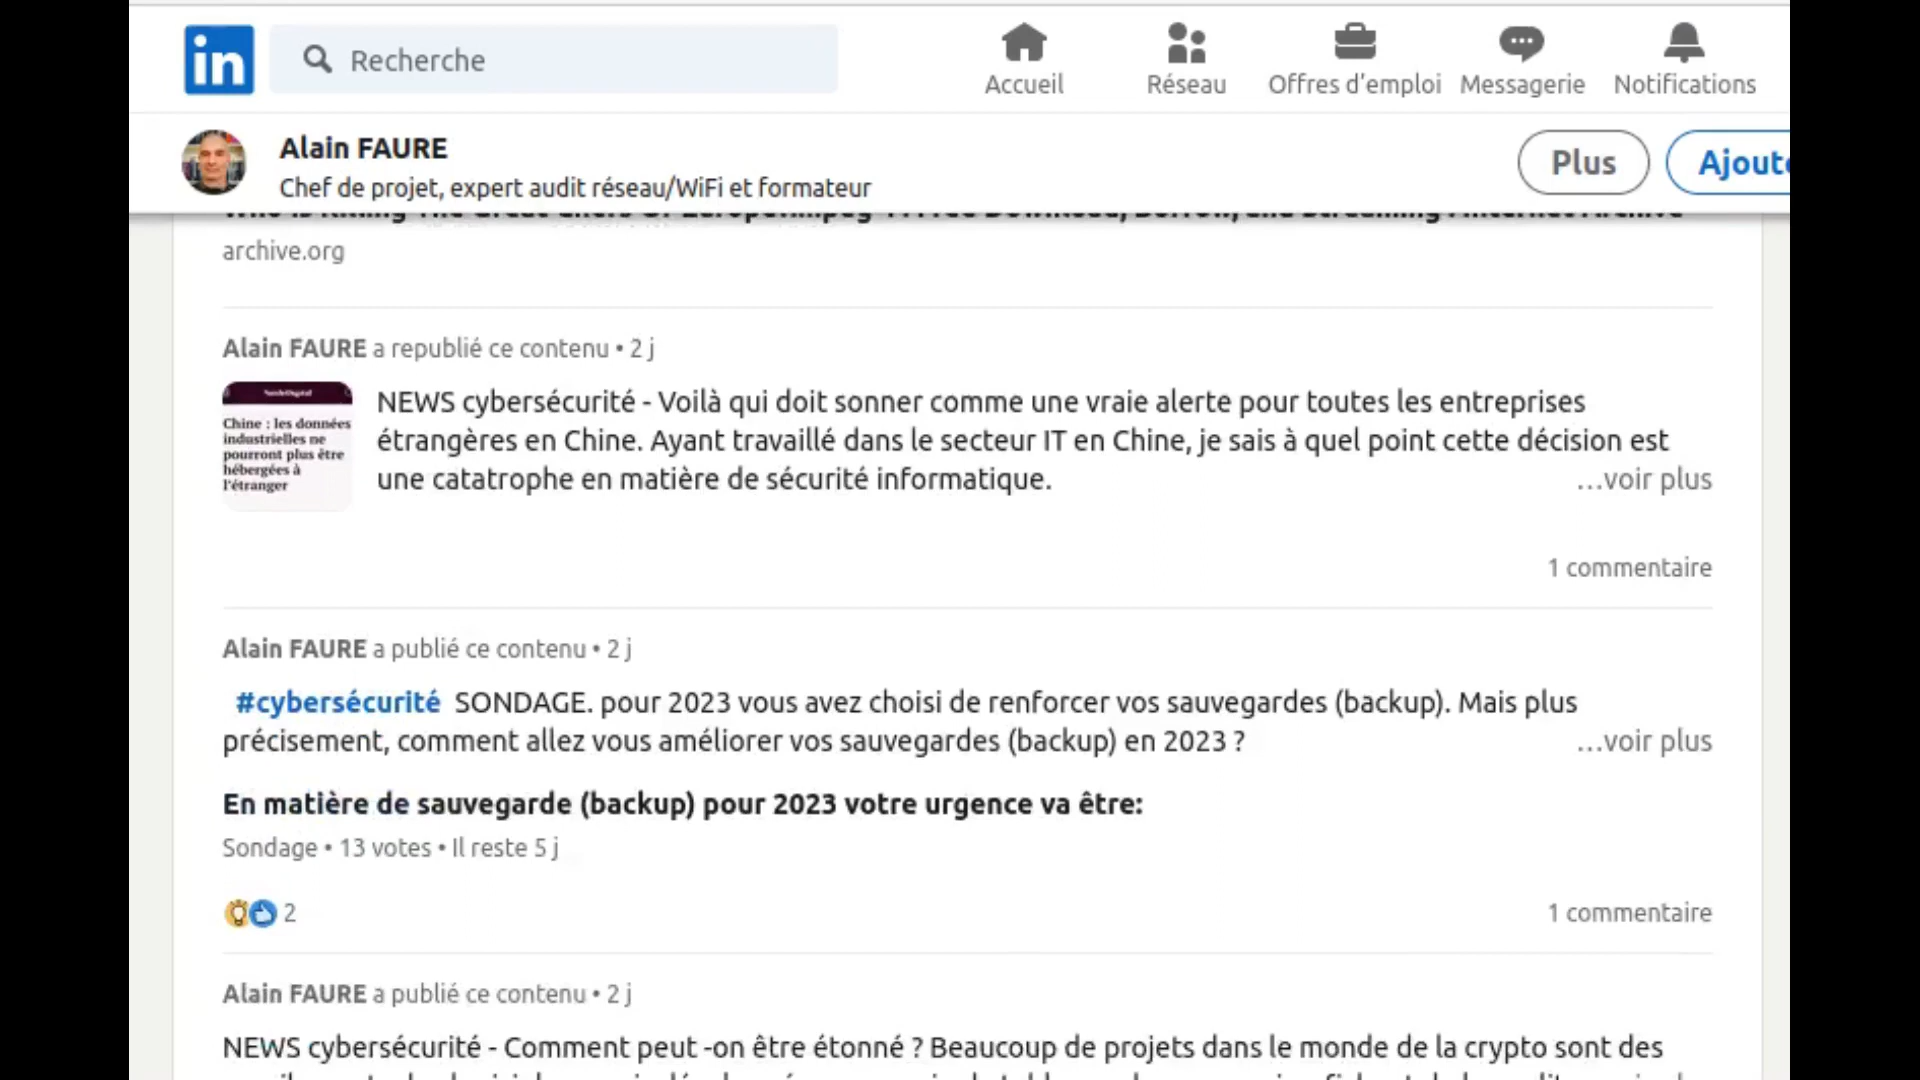 in Recherche
Accueil Réseau Offres d'emploi Messagerie Notifications
Alain FAURE
Chef de projet, expert audit réseau/WiFi et formateur
Plus Ajoute
archive.org
Alain FAURE a republié ce contenu • 2 j
Chine : les données
industrielles ne
pourront plus être
hébergées à
l'étranger
NEWS cybersécurité - Voilà qui doit sonner comme une vraie alerte pour toutes les entreprises
étrangères en Chine. Ayant travaillé dans le secteur IT en Chine, je sais à quel point cette décision est
une catastrophe en matière de sécurité informatique. …voir plus
1 commentaire
Alain FAURE a publié ce contenu • 2 j
#cybersécurité SONDAGE. pour 2023 vous avez choisi de renforcer vos sauvegardes (backup). Mais plus
précisement, comment allez vous améliorer vos sauvegardes (backup) en 2023 ? …voir plus
En matière de sauvegarde (backup) pour 2023 votre urgence va être:
Sondage • 13 votes • Il reste 5 j
2 1 commentaire
Alain FAURE a publié ce contenu • 2 j
NEWS cybersécurité - Comment peut -on être étonné ? Beaucoup de projets dans le monde de la crypto sont des